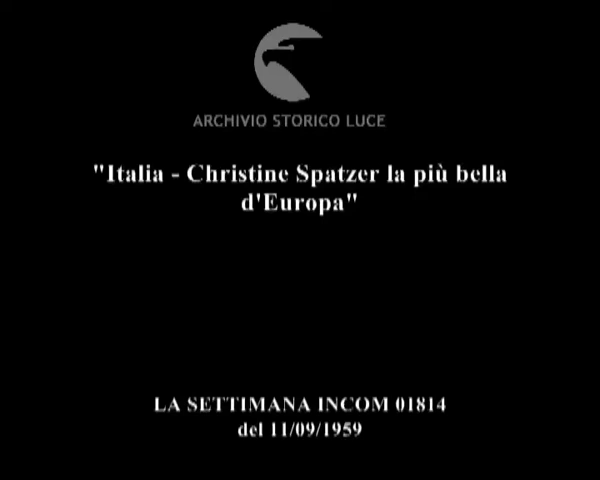 ARCHIVIO STORICO LUCE
"Italia - Christine Spatzer la più bella
d'Europa"
LA SETTIMANA INCOM 01814
del 11/09/1959